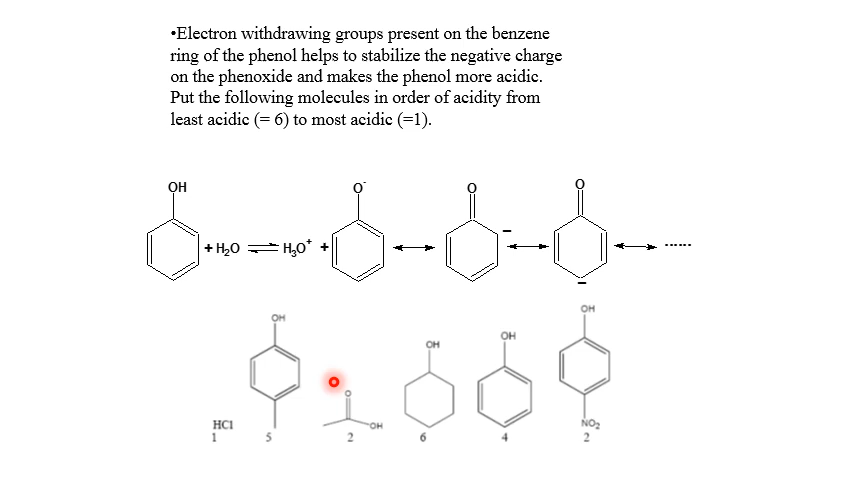 •Electron withdrawing groups present on the benzene
ring of the phenol helps to stabilize the negative charge
on the phenoxide and makes the phenol more acidic.
Put the following molecules in order of acidity from
least acidic (= 6) to most acidic (=1).
OH
O⁻
O
O
+ H₂O
H₃O⁺ +
−
−
······
OH
OH
OH
OH
O
OH
HCl
NO₂
1
5
2
6
4
2